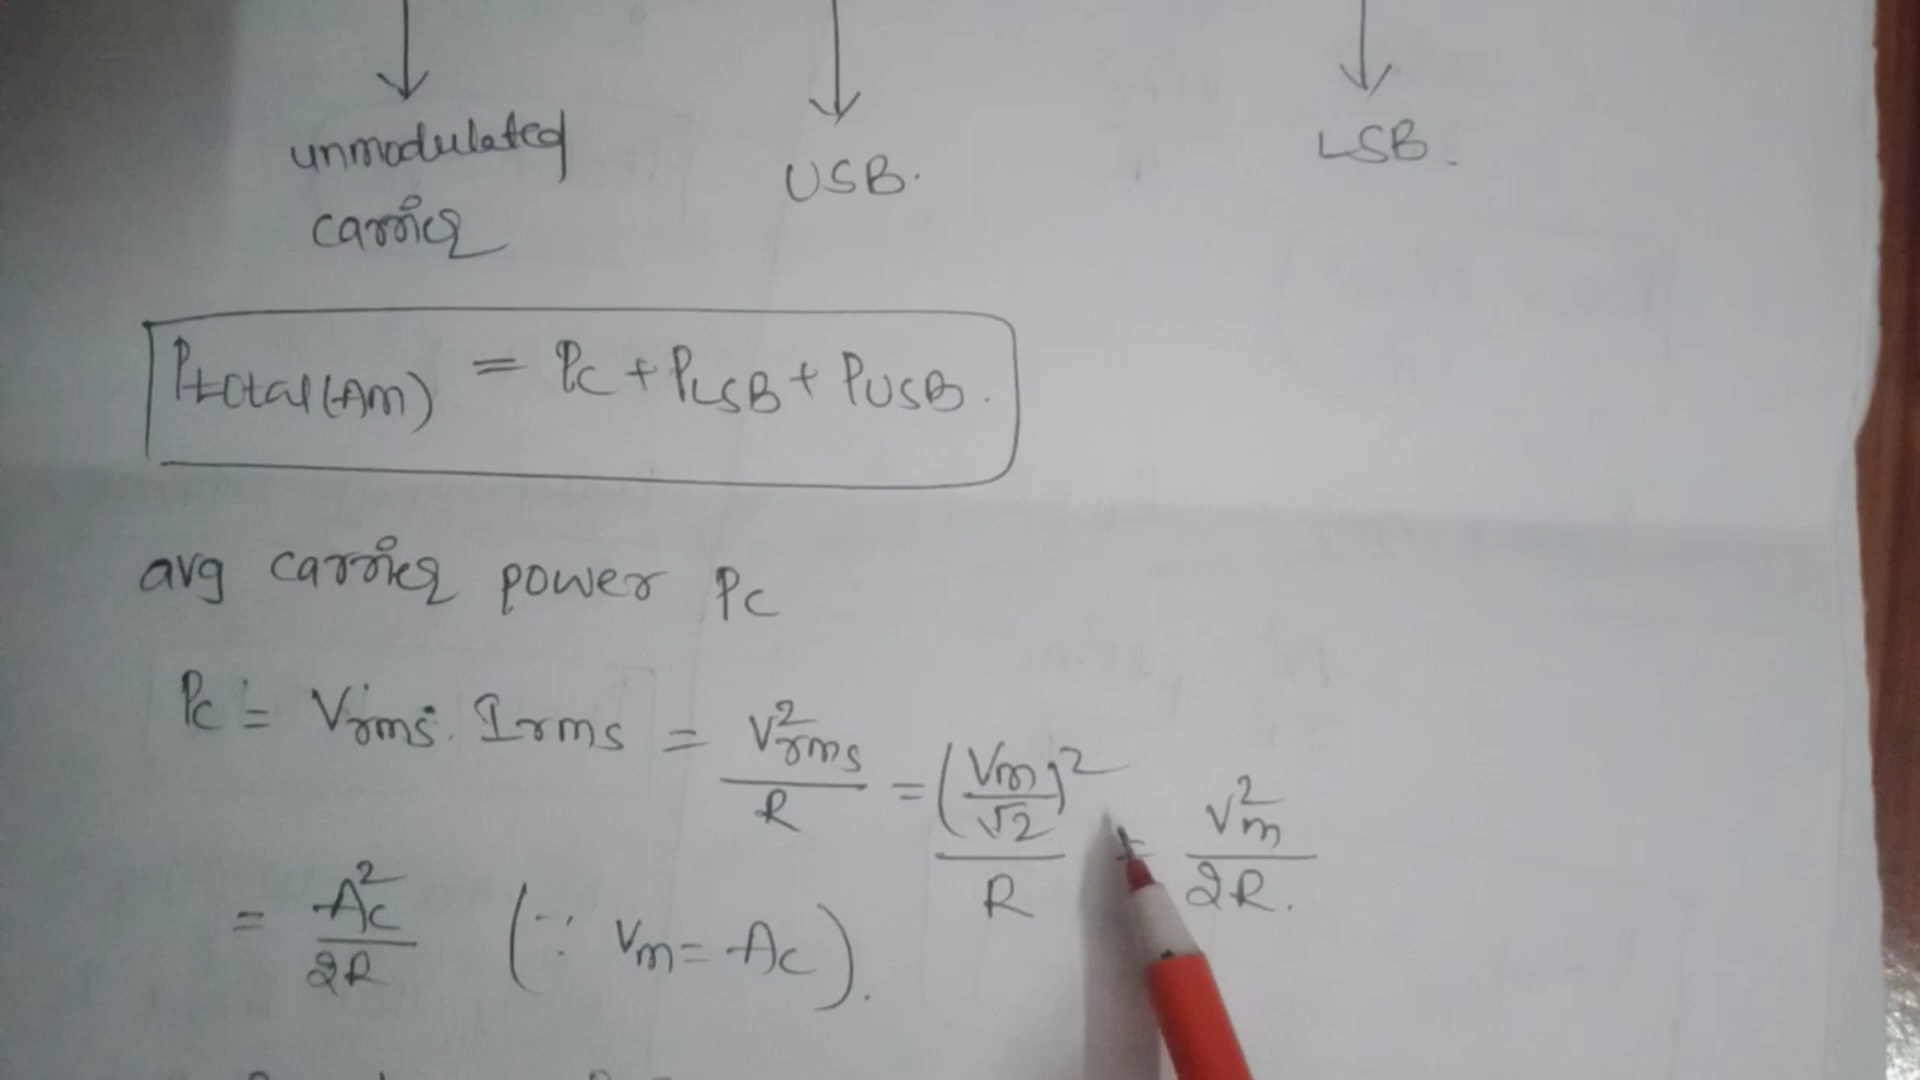 unmodulated
carrier
USB.
LSB.
Ptotal(AM) = Pc + PLSB + PUSB.
avg carrier power Pc
Pc = Vrms. Irms = V²rms / R = (Vm/√2)² / R = V²m / 2R.
= Ac² / 2R (∵ Vm = Ac).